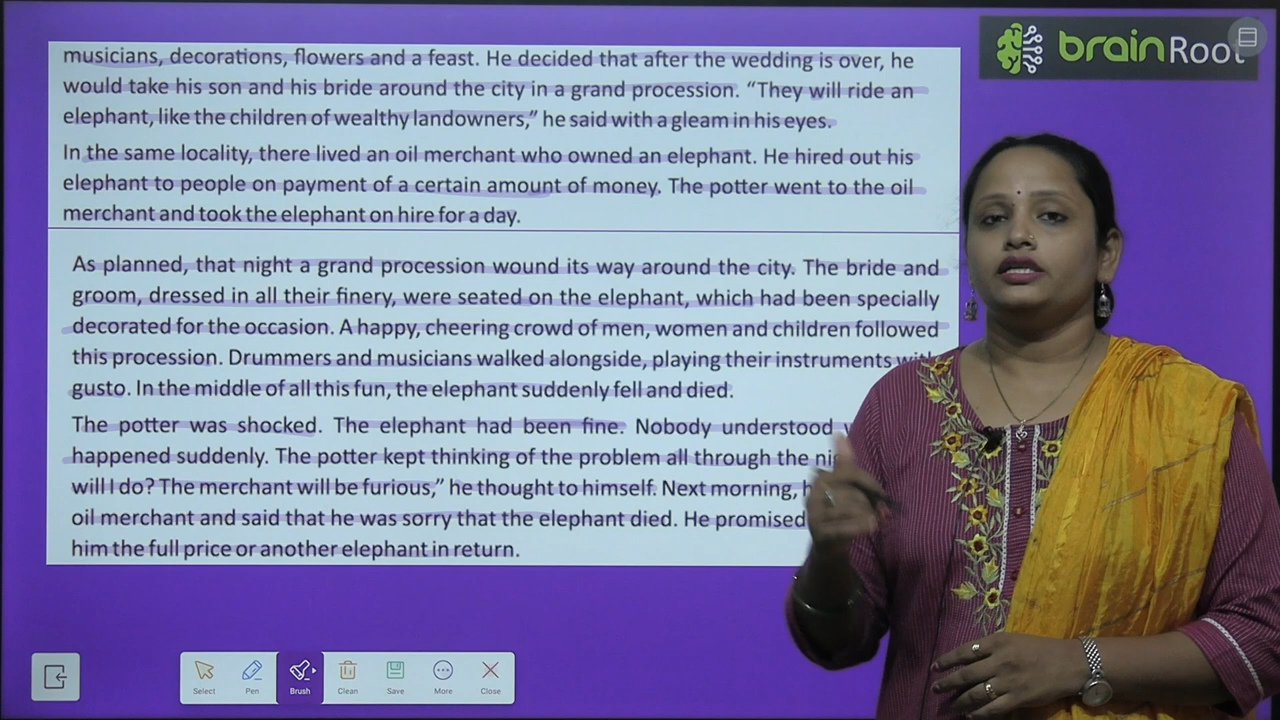 musicians, decorations, flowers and a feast. He decided that after the wedding is over, he
would take his son and his bride around the city in a grand procession. “They will ride an
elephant, like the children of wealthy landowners,” he said with a gleam in his eyes.
In the same locality, there lived an oil merchant who owned an elephant. He hired out his
elephant to people on payment of a certain amount of money. The potter went to the oil
merchant and took the elephant on hire for a day.
As planned, that night a grand procession wound its way around the city. The bride and
groom, dressed in all their finery, were seated on the elephant, which had been specially
decorated for the occasion. A happy, cheering crowd of men, women and children followed
this procession. Drummers and musicians walked alongside, playing their instruments with
gusto. In the middle of all this fun, the elephant suddenly fell and died.
The potter was shocked. The elephant had been fine. Nobody understood
happened suddenly. The potter kept thinking of the problem all through the
will I do? The merchant will be furious,” he thought to himself. Next morning,
oil merchant and said that he was sorry that the elephant died. He promised
him the full price or another elephant in return.
brainRoot
Select Pen Brush Clean Save More Close